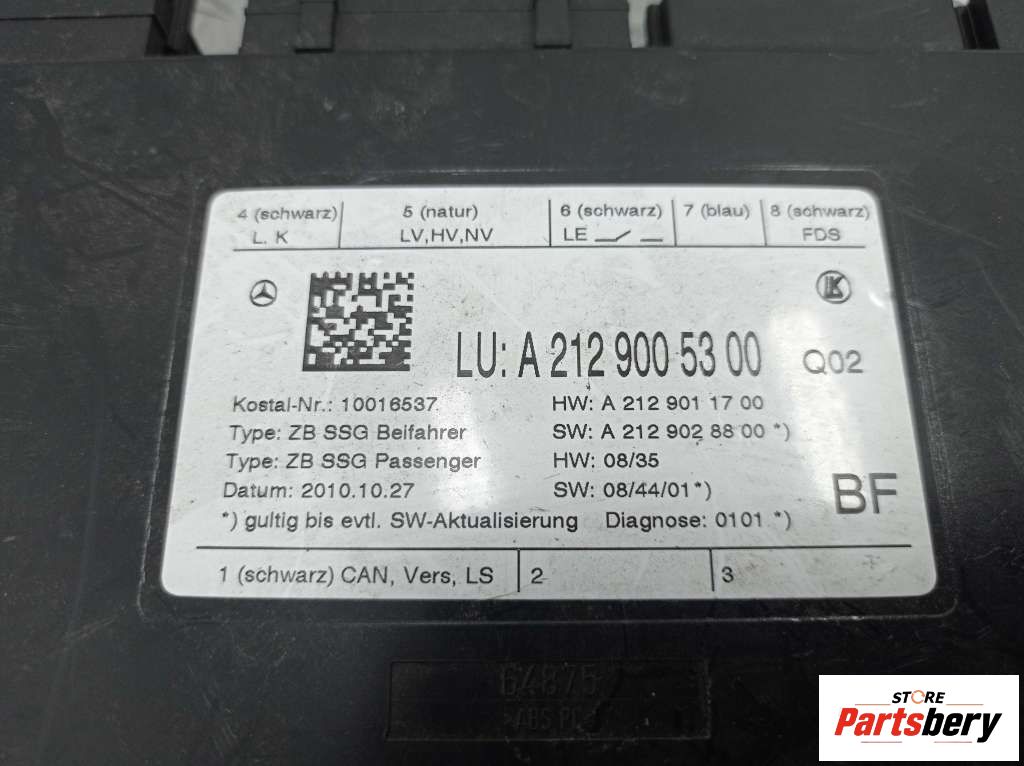 4 (schwarz) 5 (natur) 6 (schwarz) 7 (blau) 8 (schwarz)
L. K LV,HV,NV LE FDS
LU: A 212 900 53 00 Q02
Kostal-Nr.: 10016537 HW: A 212 901 17 00
Type: ZB SSG Beifahrer SW: A 212 902 88 00 *)
Type: ZB SSG Passenger HW: 08/35
Datum: 2010.10.27 SW: 08/44/01 *)
BF
*) gultig bis evtl. SW-Aktualisierung Diagnose: 0101 *)
1 (schwarz) CAN, Vers, LS 2 3
64875
>ABS PC
STORE
Partsbery